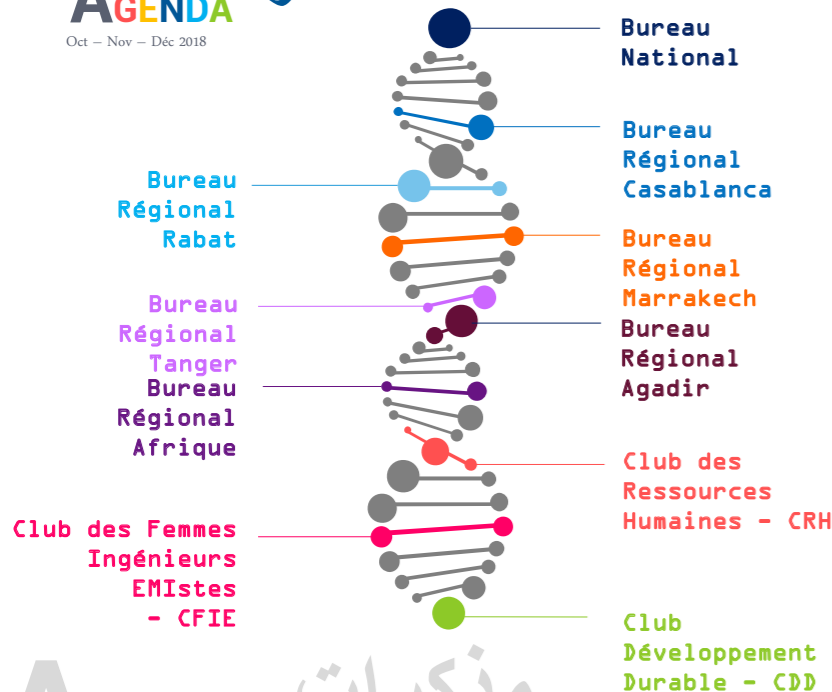 AGENDA
Oct – Nov – Déc 2018
Bureau
National
Bureau
Régional
Casablanca
Bureau
Régional
Rabat
Bureau
Régional
Marrakech
Bureau
Régional
Tanger
Bureau
Régional
Agadir
Bureau
Régional
Afrique
Club des
Ressources
Humaines - CRH
Club des Femmes
Ingénieurs
EMIstes
- CFIE
Club
Développement
Durable - CDD